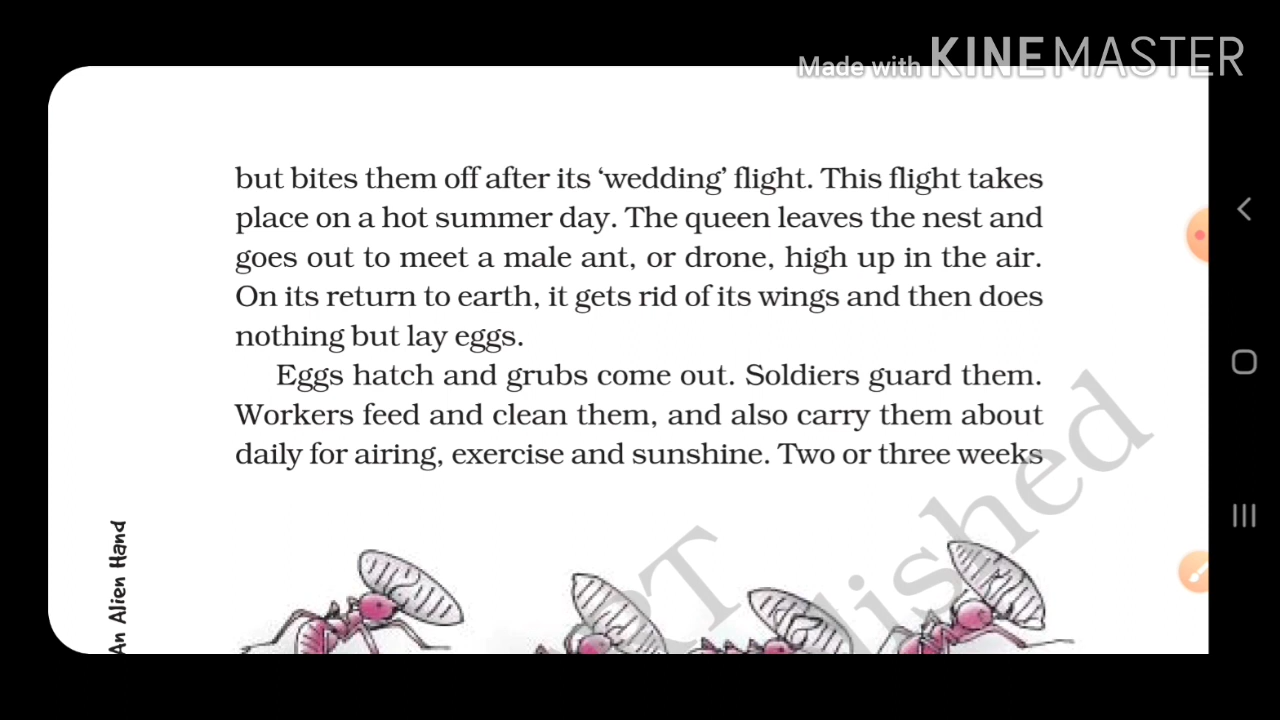 Made with KINEMASTER
but bites them off after its ‘wedding’ flight. This flight takes
place on a hot summer day. The queen leaves the nest and
goes out to meet a male ant, or drone, high up in the air.
On its return to earth, it gets rid of its wings and then does
nothing but lay eggs.
Eggs hatch and grubs come out. Soldiers guard them.
Workers feed and clean them, and also carry them about
daily for airing, exercise and sunshine. Two or three weeks
An Alien Hand